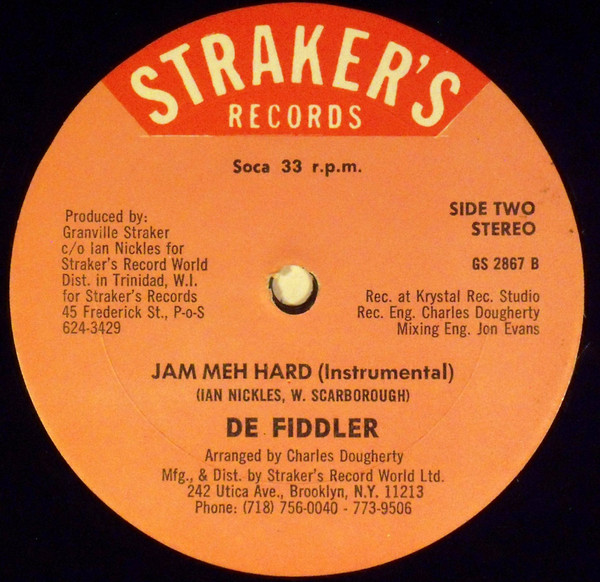 STRAKER'S
RECORDS
Soca 33 r.p.m.
Produced by:
Granville Straker
c/o Ian Nickles for
Straker's Record World
Dist. in Trinidad, W.I.
for Straker's Records
45 Frederick St., P-o-S
624-3429
SIDE TWO
STEREO
GS 2867 B
Rec. at Krystal Rec. Studio
Rec. Eng. Charles Dougherty
Mixing Eng. Jon Evans
JAM MEH HARD (Instrumental)
(IAN NICKLES, W. SCARBOROUGH)
DE FIDDLER
Arranged by Charles Dougherty
Mfg., & Dist. by Straker's Record World Ltd.
242 Utica Ave., Brooklyn, N.Y. 11213
Phone: (718) 756-0040 - 773-9506